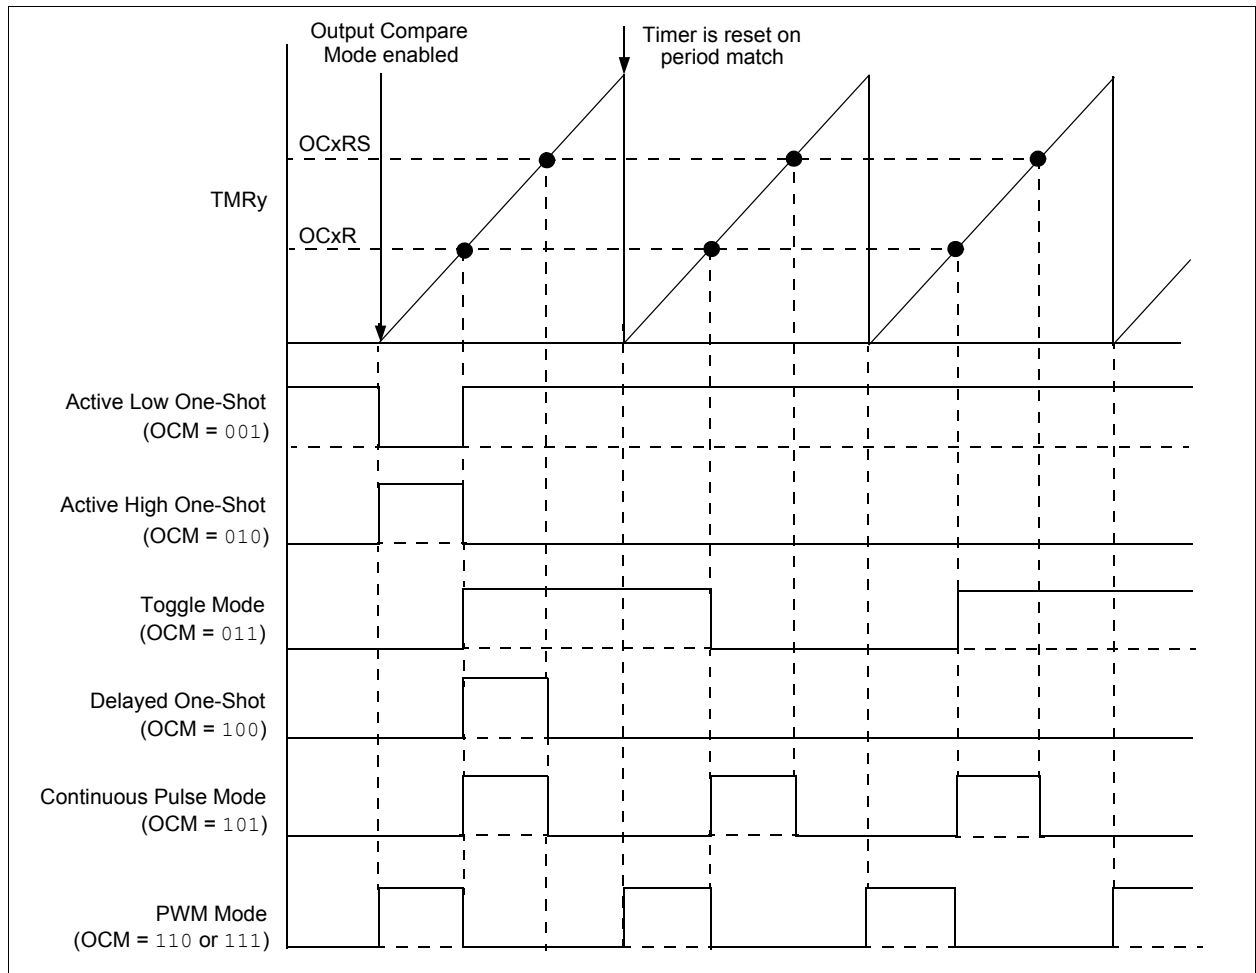 Output Compare
Mode enabled
Timer is reset on
period match
OCxRS
TMRy
OCxR
Active Low One-Shot
(OCM = 001)
Active High One-Shot
(OCM = 010)
Toggle Mode
(OCM = 011)
Delayed One-Shot
(OCM = 100)
Continuous Pulse Mode
(OCM = 101)
PWM Mode
(OCM = 110 or 111)